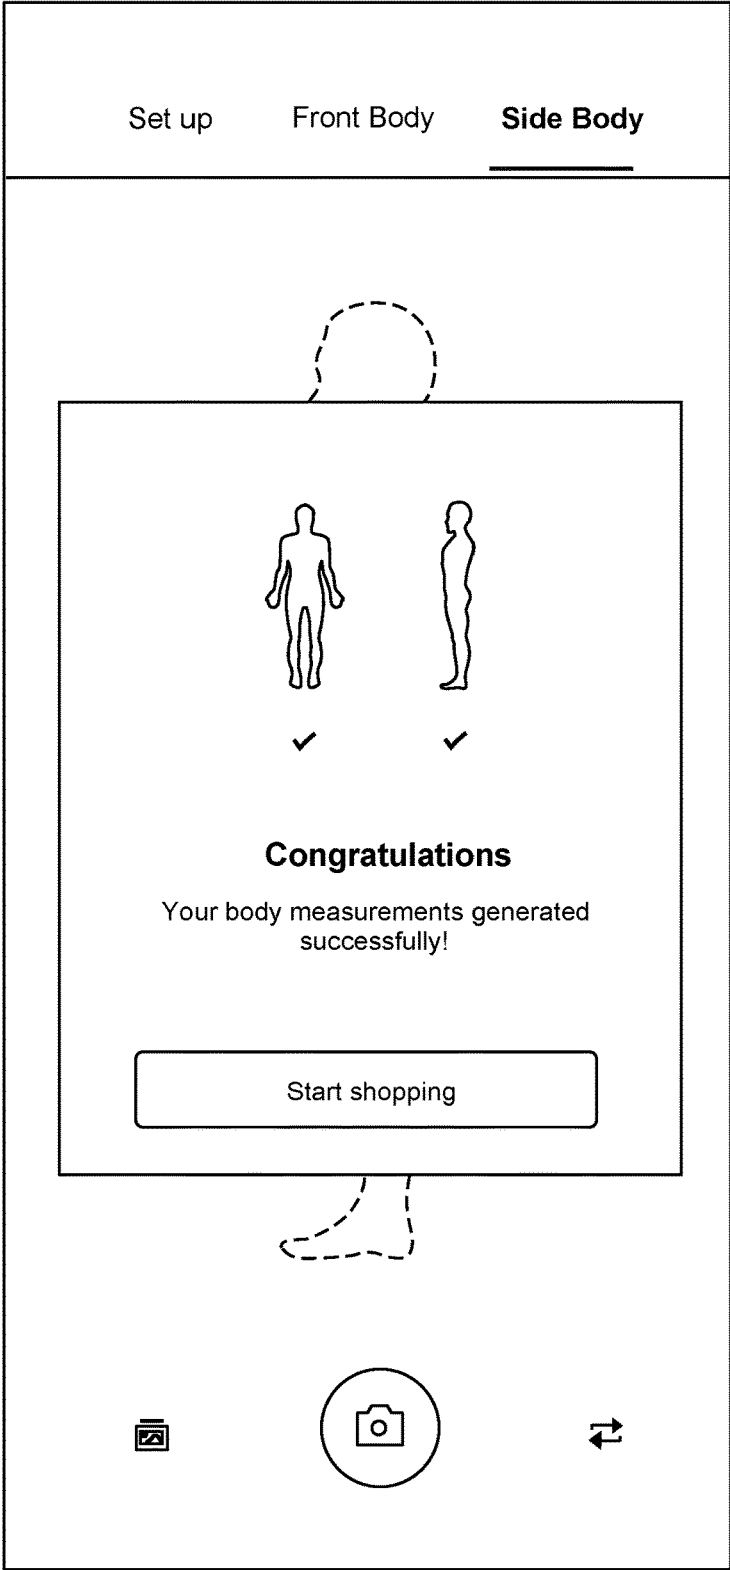 Set up Front Body Side Body
Congratulations
Your body measurements generated
successfully!
Start shopping